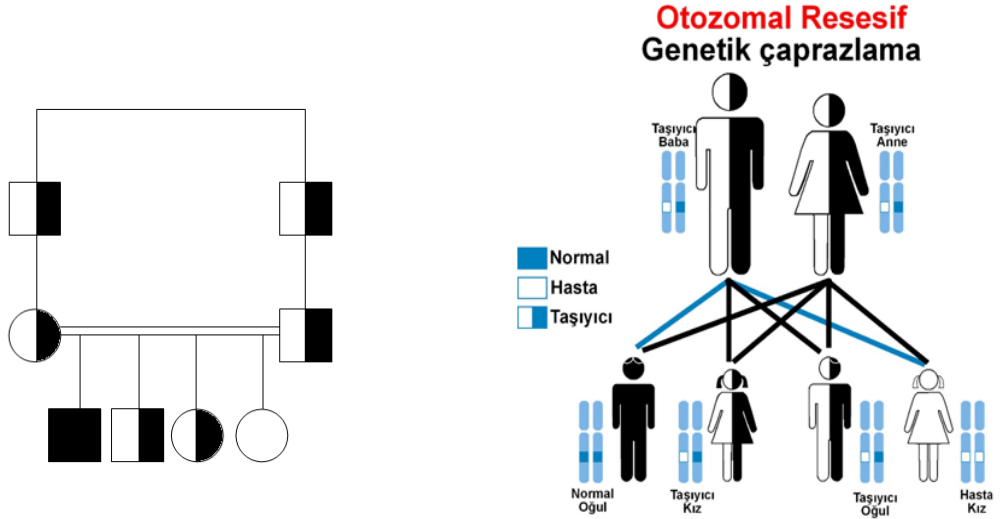 Otozomal Resesif
Genetik çaprazlama
Taşıyıcı
Baba
Taşıyıcı
Anne
Normal
Hasta
Taşıyıcı
Normal
Oğul
Taşıyıcı
Kız
Taşıyıcı
Oğul
Hasta
Kız